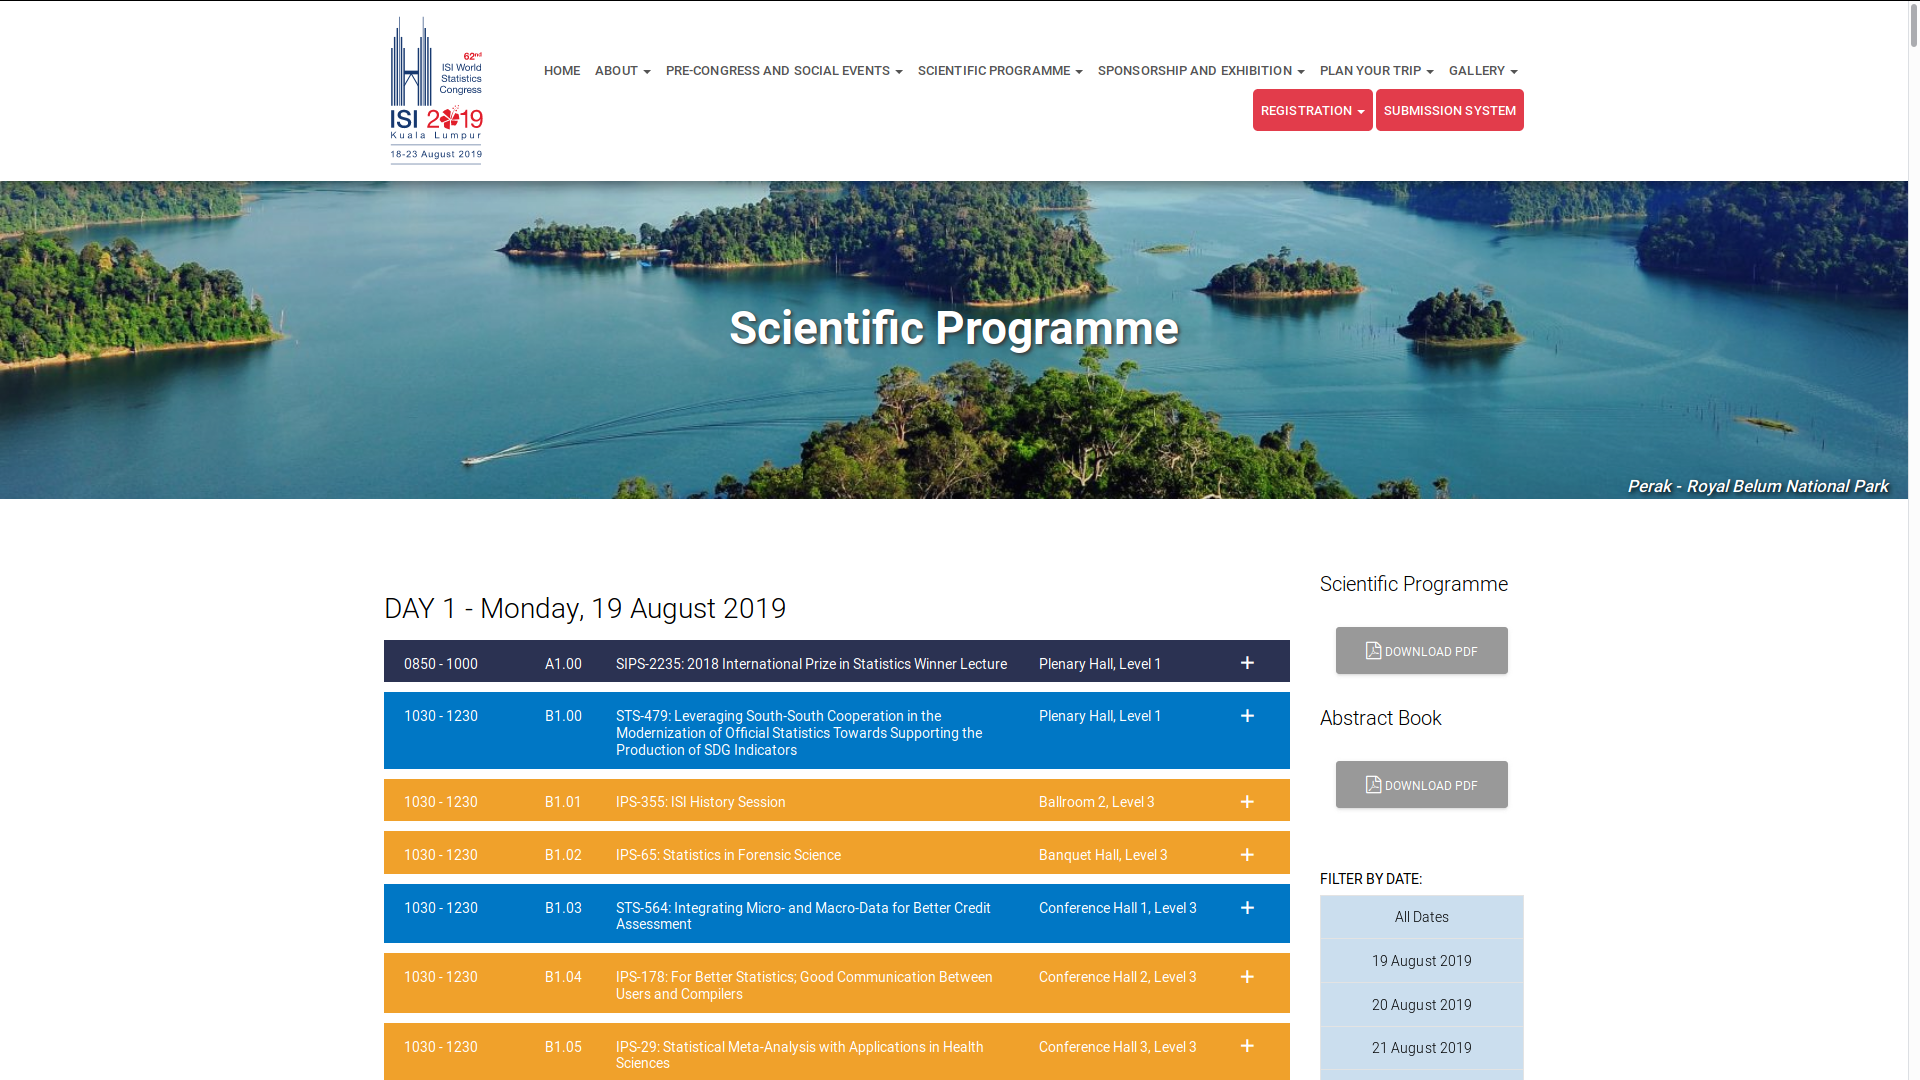 62nd
ISI World
Statistics
Congress
ISI 2019
Kuala Lumpur
18-23 August 2019
HOME
ABOUT
PRE-CONGRESS AND SOCIAL EVENTS
SCIENTIFIC PROGRAMME
SPONSORSHIP AND EXHIBITION
PLAN YOUR TRIP
GALLERY
REGISTRATION
SUBMISSION SYSTEM
Scientific Programme
Perak - Royal Belum National Park
DAY 1 - Monday, 19 August 2019
0850 - 1000 A1.00 SIPS-2235: 2018 International Prize in Statistics Winner Lecture Plenary Hall, Level 1 +
1030 - 1230 B1.00 STS-479: Leveraging South-South Cooperation in the Plenary Hall, Level 1 +
Modernization of Official Statistics Towards Supporting the
Production of SDG Indicators
1030 - 1230 B1.01 IPS-355: ISI History Session Ballroom 2, Level 3 +
1030 - 1230 B1.02 IPS-65: Statistics in Forensic Science Banquet Hall, Level 3 +
1030 - 1230 B1.03 STS-564: Integrating Micro- and Macro-Data for Better Credit Conference Hall 1, Level 3 +
Assessment
1030 - 1230 B1.04 IPS-178: For Better Statistics; Good Communication Between Conference Hall 2, Level 3 +
Users and Compilers
1030 - 1230 B1.05 IPS-29: Statistical Meta-Analysis with Applications in Health Conference Hall 3, Level 3 +
Sciences
Scientific Programme
DOWNLOAD PDF
Abstract Book
DOWNLOAD PDF
FILTER BY DATE:
All Dates
19 August 2019
20 August 2019
21 August 2019